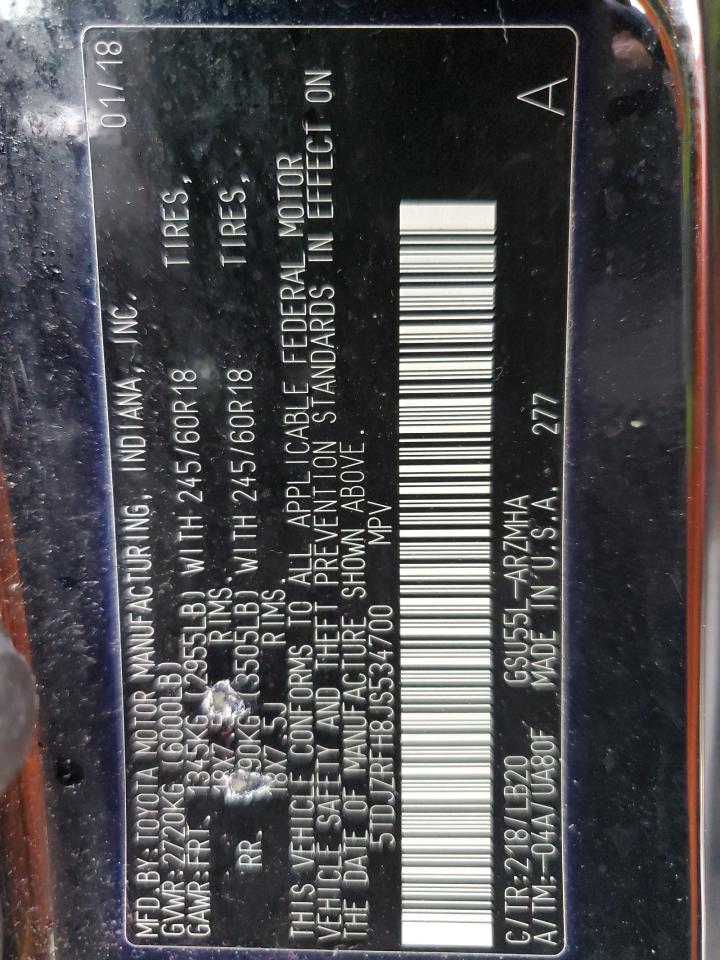 MFD.BY:TOYOTA MOTOR MANUFACTURING, INDIANA, INC. 01/18
GVWR:2720KG (6000LB)
GAWR:FRT. 1345KG (2955LB) WITH 245/60R18 TIRES,
RIMS.
RR. (3505LB) WITH 245/60R18 TIRES,
18X7.5J RIMS.
THIS VEHICLE CONFORMS TO ALL APPLICABLE FEDERAL MOTOR
VEHICLE SAFETY AND THEFT PREVENTION STANDARDS IN EFFECT ON
THE DATE OF MANUFACTURE SHOWN ABOVE.
5TDJZRFH8JS534700 MPV
C/TR:218/LB20 GSU55L-ARZMHA
A/TM:-04A/UA80F MADE IN U.S.A. 277 A